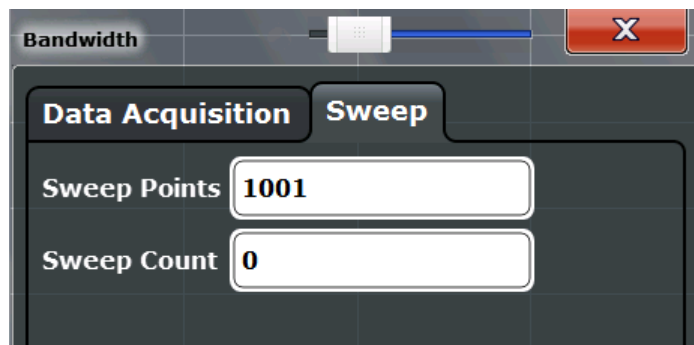 Bandwidth X
Data Acquisition Sweep
Sweep Points 1001
Sweep Count 0